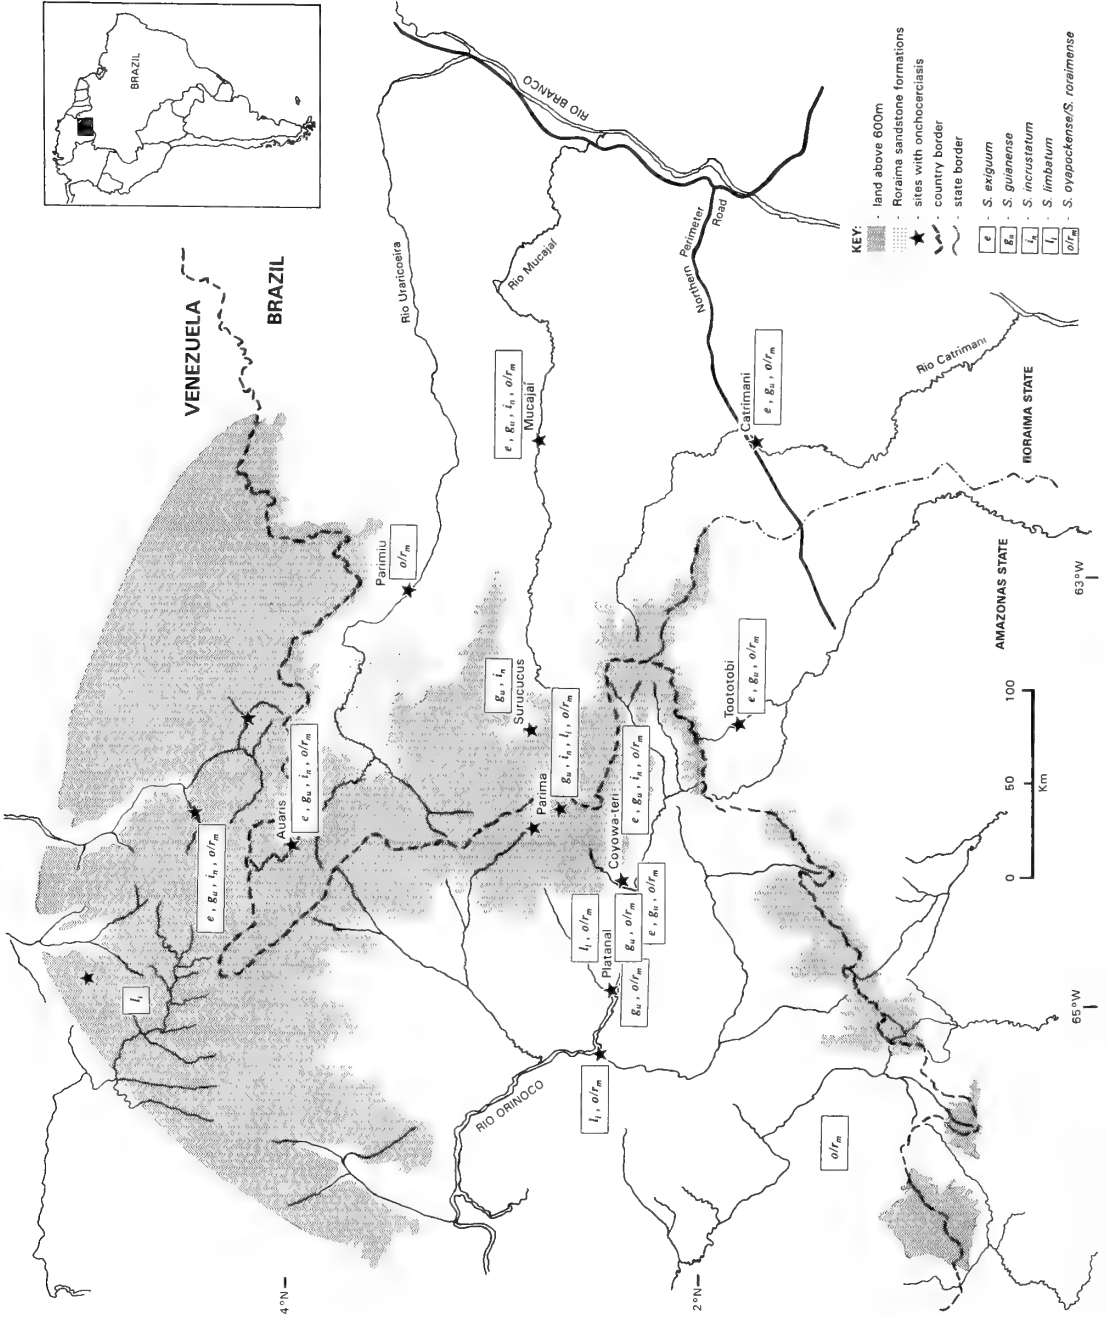 BRAZIL
VENEZUELA
BRAZIL
RIO BRANCO
Rio Uraricoeira
Rio Mucajaí
Northern Perimeter
Road
Rio Catrimani
RORAIMA STATE
AMAZONAS STATE
RIO ORINOCO
Parimiu
o/rm
e, gu, in, o/rm
Mucajaí
Catrimani
e, gu, o/rm
gu, in
Surucucus
Auaris
e, gu, in, o/rm
e, gu, in, o/rm
li
Parima
gu, in, li, o/rm
Coyowa-teri
e, gu, in, o/rm
Toototobi
e, gu, o/rm
li, o/rm
Platanal
gu, o/rm
e, gu, o/rm
gu, o/rm
li, o/rm
o/rm
KEY:
- land above 600m
- Roraima sandstone formations
- sites with onchocerciasis
- country border
- state border
e - S. exiguum
gu - S. guianense
in - S. incrustatum
li - S. limbatum
o/rm - S. oyapockense/S. roraimense
0 50 100
Km
4°N
2°N
65°W
63°W